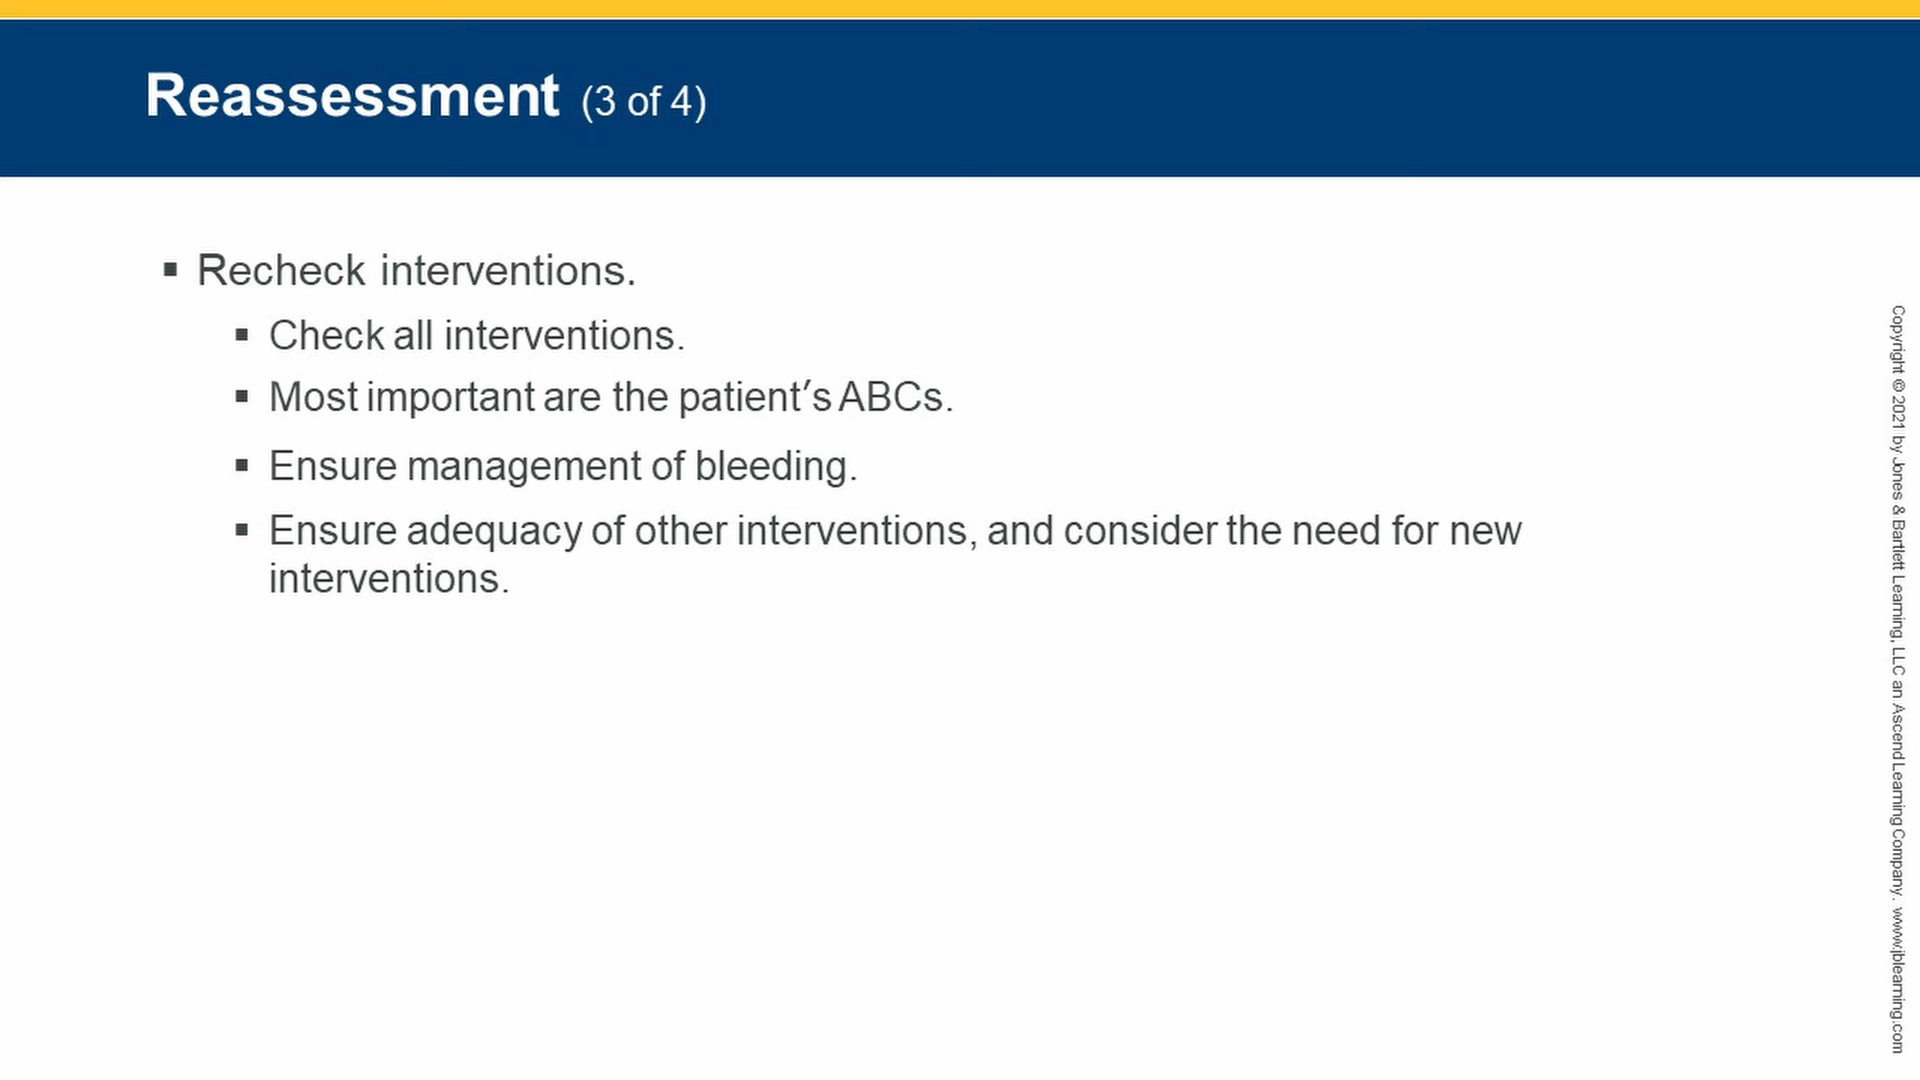 Reassessment (3 of 4)
▪ Recheck interventions.
▪ Check all interventions.
▪ Most important are the patient′s ABCs.
▪ Ensure management of bleeding.
▪ Ensure adequacy of other interventions, and consider the need for new
interventions.
Copyright © 2021 by Jones & Bartlett Learning, LLC an Ascend Learning Company. www.jblearning.com